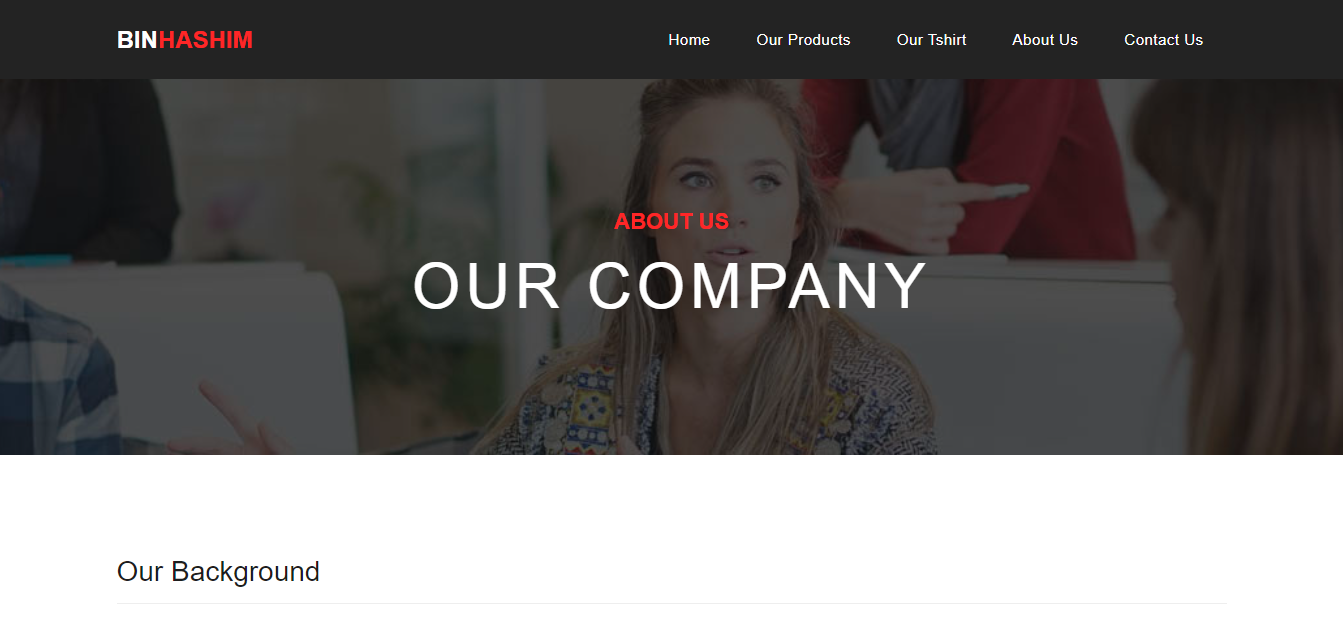 BINHASHIM
Home Our Products Our Tshirt About Us Contact Us
ABOUT US
OUR COMPANY
Our Background